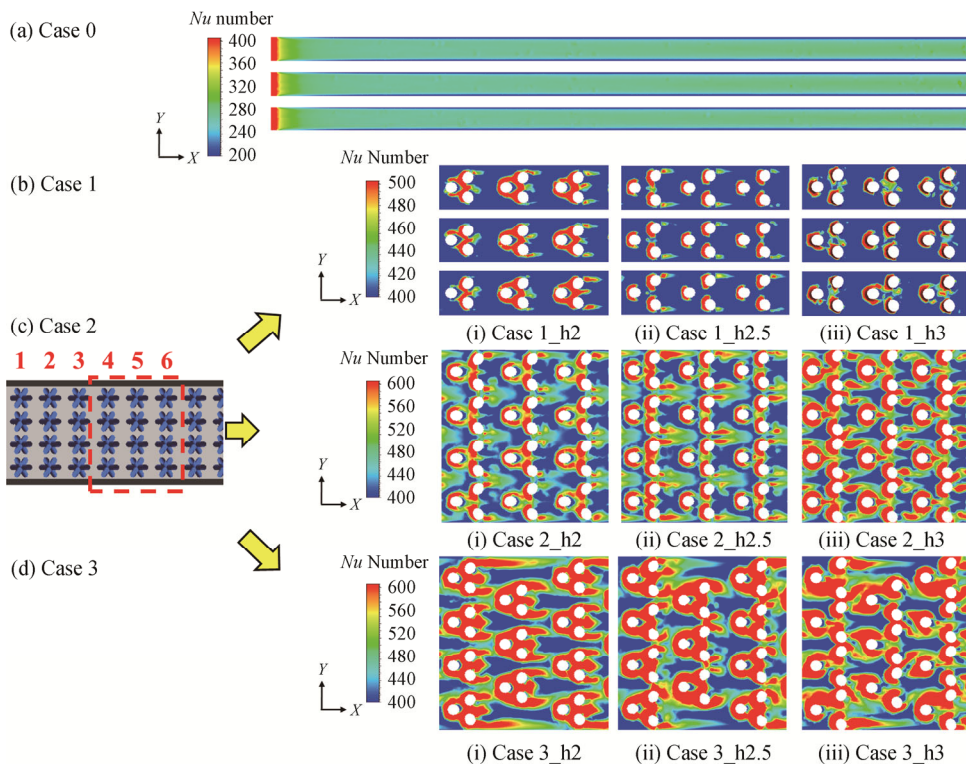 (a) Case 0
Nu number
400
360
320
280
240
200
Y
X
(b) Case 1
Nu Number
500
480
460
440
420
400
Y
X
(i) Casc 1_h2
(ii) Casc 1_h2.5
(iii) Casc 1_h3
(c) Case 2
1 2 3 4 5 6
Nu Number
600
560
520
480
440
400
Y
X
(i) Case 2_h2
(ii) Case 2_h2.5
(iii) Case 2_h3
(d) Case 3
Nu Number
600
560
520
480
440
400
Y
X
(i) Case 3_h2
(ii) Case 3_h2.5
(iii) Case 3_h3